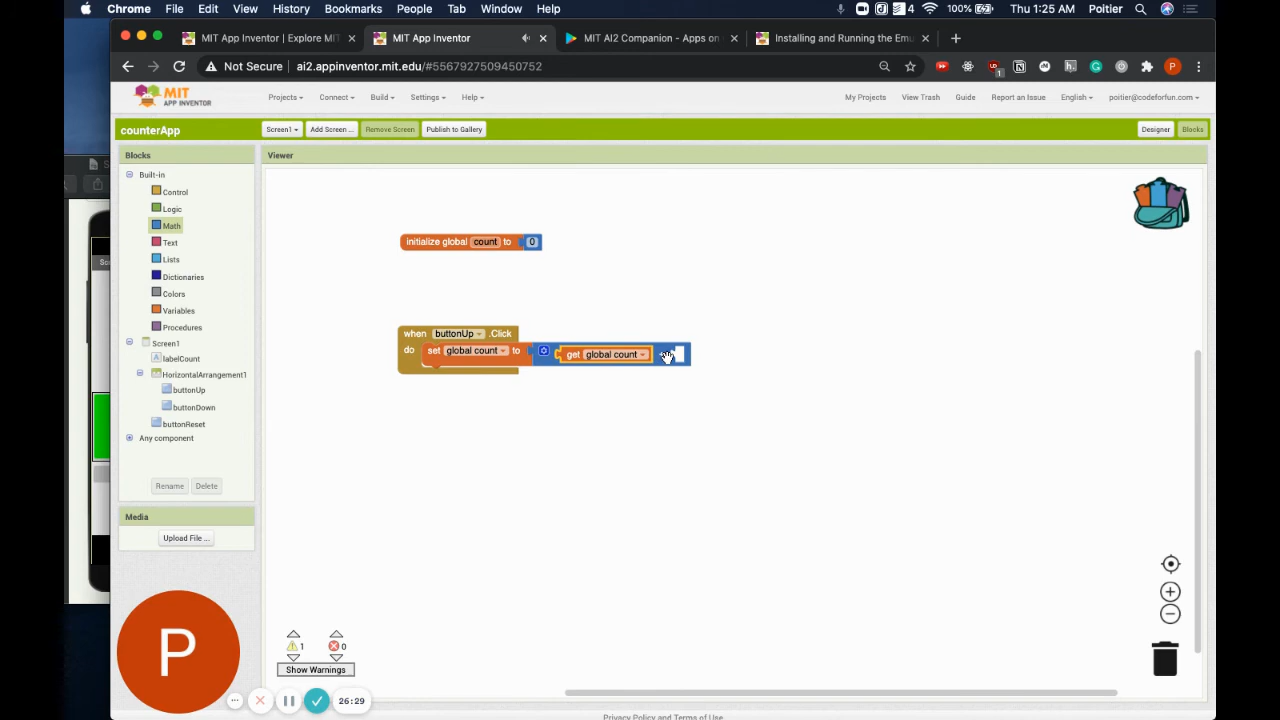 Chrome File Edit View History Bookmarks People Tab Window Help 4 100% Thu 1:25 AM Poitier
MIT App Inventor | Explore MIT MIT App Inventor MIT AI2 Companion - Apps on Installing and Running the Emu
Not Secure | ai2.appinventor.mit.edu/#5567927509450752 1 P
MIT APP INVENTOR Projects Connect Build Settings Help My Projects View Trash Guide Report an Issue English poitier@codeforfun.com
counterApp Screen1 Add Screen ... Remove Screen Publish to Gallery Designer Blocks
Blocks Viewer
Built-in
Control
Logic
Math
Text
Lists
Dictionaries
Colors
Variables
Procedures
Screen1
labelCount
HorizontalArrangement1
buttonUp
buttonDown
buttonReset
Any component
Rename Delete
Media
Upload File ...
initialize global count to 0
when buttonUp .Click
do set global count to get global count
P
1 0
Show Warnings
26:29
Privacy Policy and Terms of Use